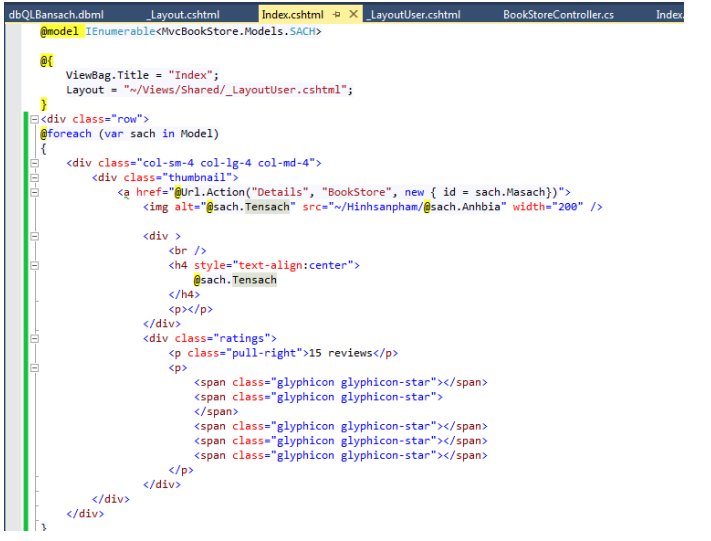 dbQLBansach.dbml _Layout.cshtml Index.cshtml _LayoutUser.cshtml BookStoreController.cs Index.
@model IEnumerable<MvcBookStore.Models.SACH>
@{
ViewBag.Title = "Index";
Layout = "~/Views/Shared/_LayoutUser.cshtml";
}
<div class="row">
@foreach (var sach in Model)
{
<div class="col-sm-4 col-lg-4 col-md-4">
<div class="thumbnail">
<a href="@Url.Action("Details", "BookStore", new { id = sach.Masach})">
<img alt="@sach.Tensach" src="~/Hinhsanpham/@sach.Anhbia" width="200" />
<div >
<br />
<h4 style="text-align:center">
@sach.Tensach
</h4>
<p></p>
</div>
<div class="ratings">
<p class="pull-right">15 reviews</p>
<p>
<span class="glyphicon glyphicon-star"></span>
<span class="glyphicon glyphicon-star">
</span>
<span class="glyphicon glyphicon-star"></span>
<span class="glyphicon glyphicon-star"></span>
<span class="glyphicon glyphicon-star"></span>
</p>
</div>
</div>
</div>
}